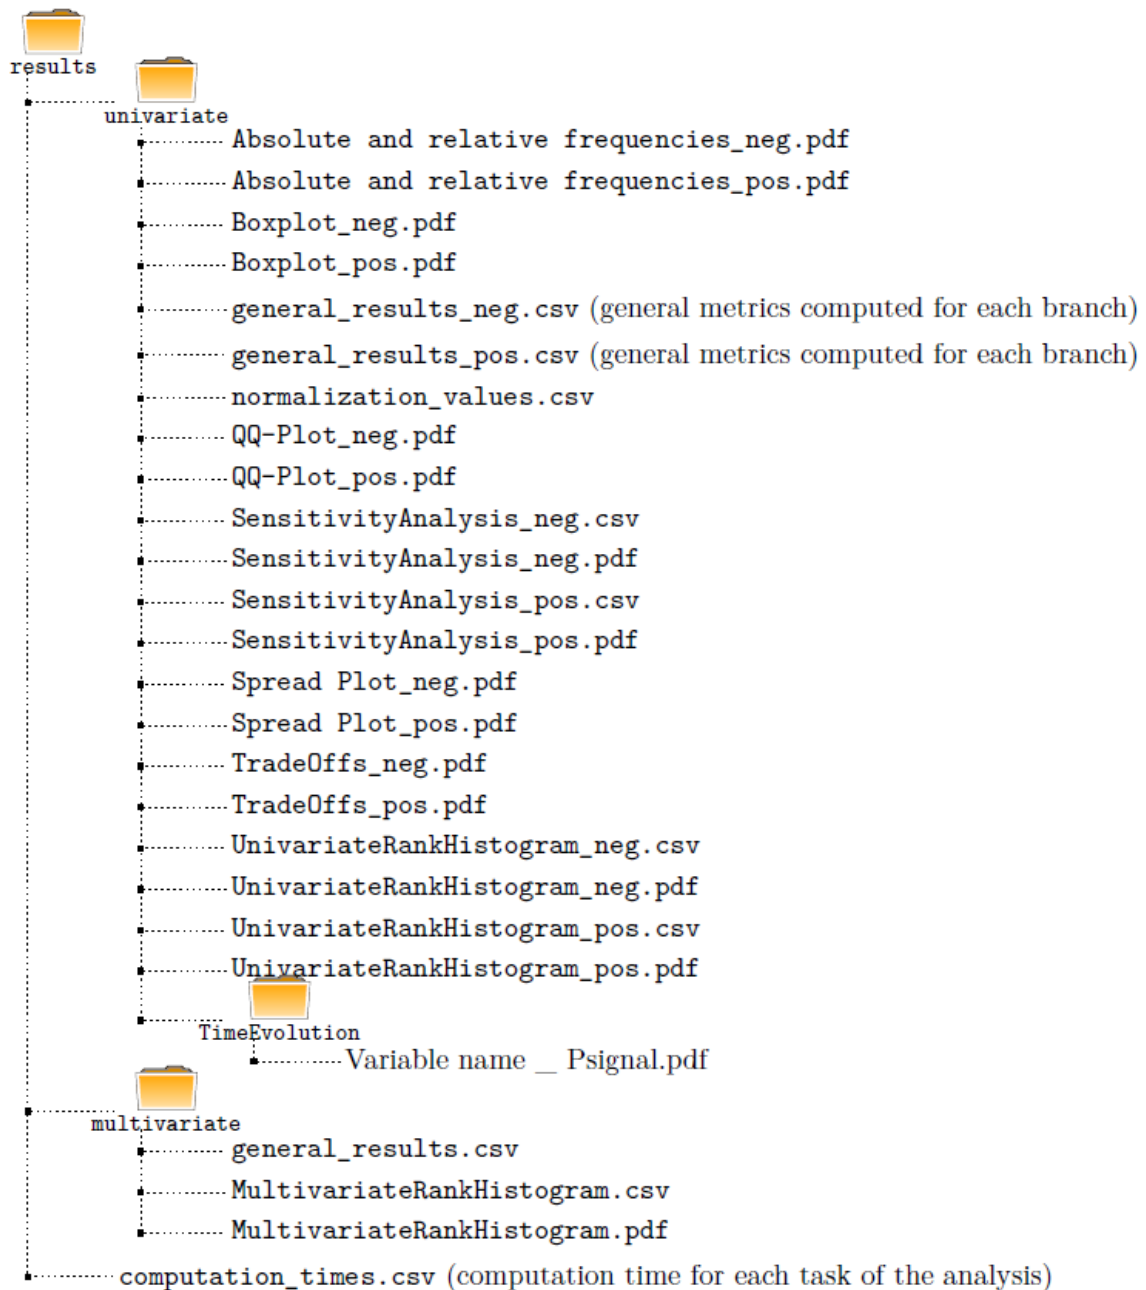 results
univariate
Absolute and relative frequencies_neg.pdf
Absolute and relative frequencies_pos.pdf
Boxplot_neg.pdf
Boxplot_pos.pdf
general_results_neg.csv (general metrics computed for each branch)
general_results_pos.csv (general metrics computed for each branch)
normalization_values.csv
QQ-Plot_neg.pdf
QQ-Plot_pos.pdf
SensitivityAnalysis_neg.csv
SensitivityAnalysis_neg.pdf
SensitivityAnalysis_pos.csv
SensitivityAnalysis_pos.pdf
Spread Plot_neg.pdf
Spread Plot_pos.pdf
TradeOffs_neg.pdf
TradeOffs_pos.pdf
UnivariateRankHistogram_neg.csv
UnivariateRankHistogram_neg.pdf
UnivariateRankHistogram_pos.csv
UnivariateRankHistogram_pos.pdf
TimeEvolution
Variable name _ Psignal.pdf
multivariate
general_results.csv
MultivariateRankHistogram.csv
MultivariateRankHistogram.pdf
computation_times.csv (computation time for each task of the analysis)